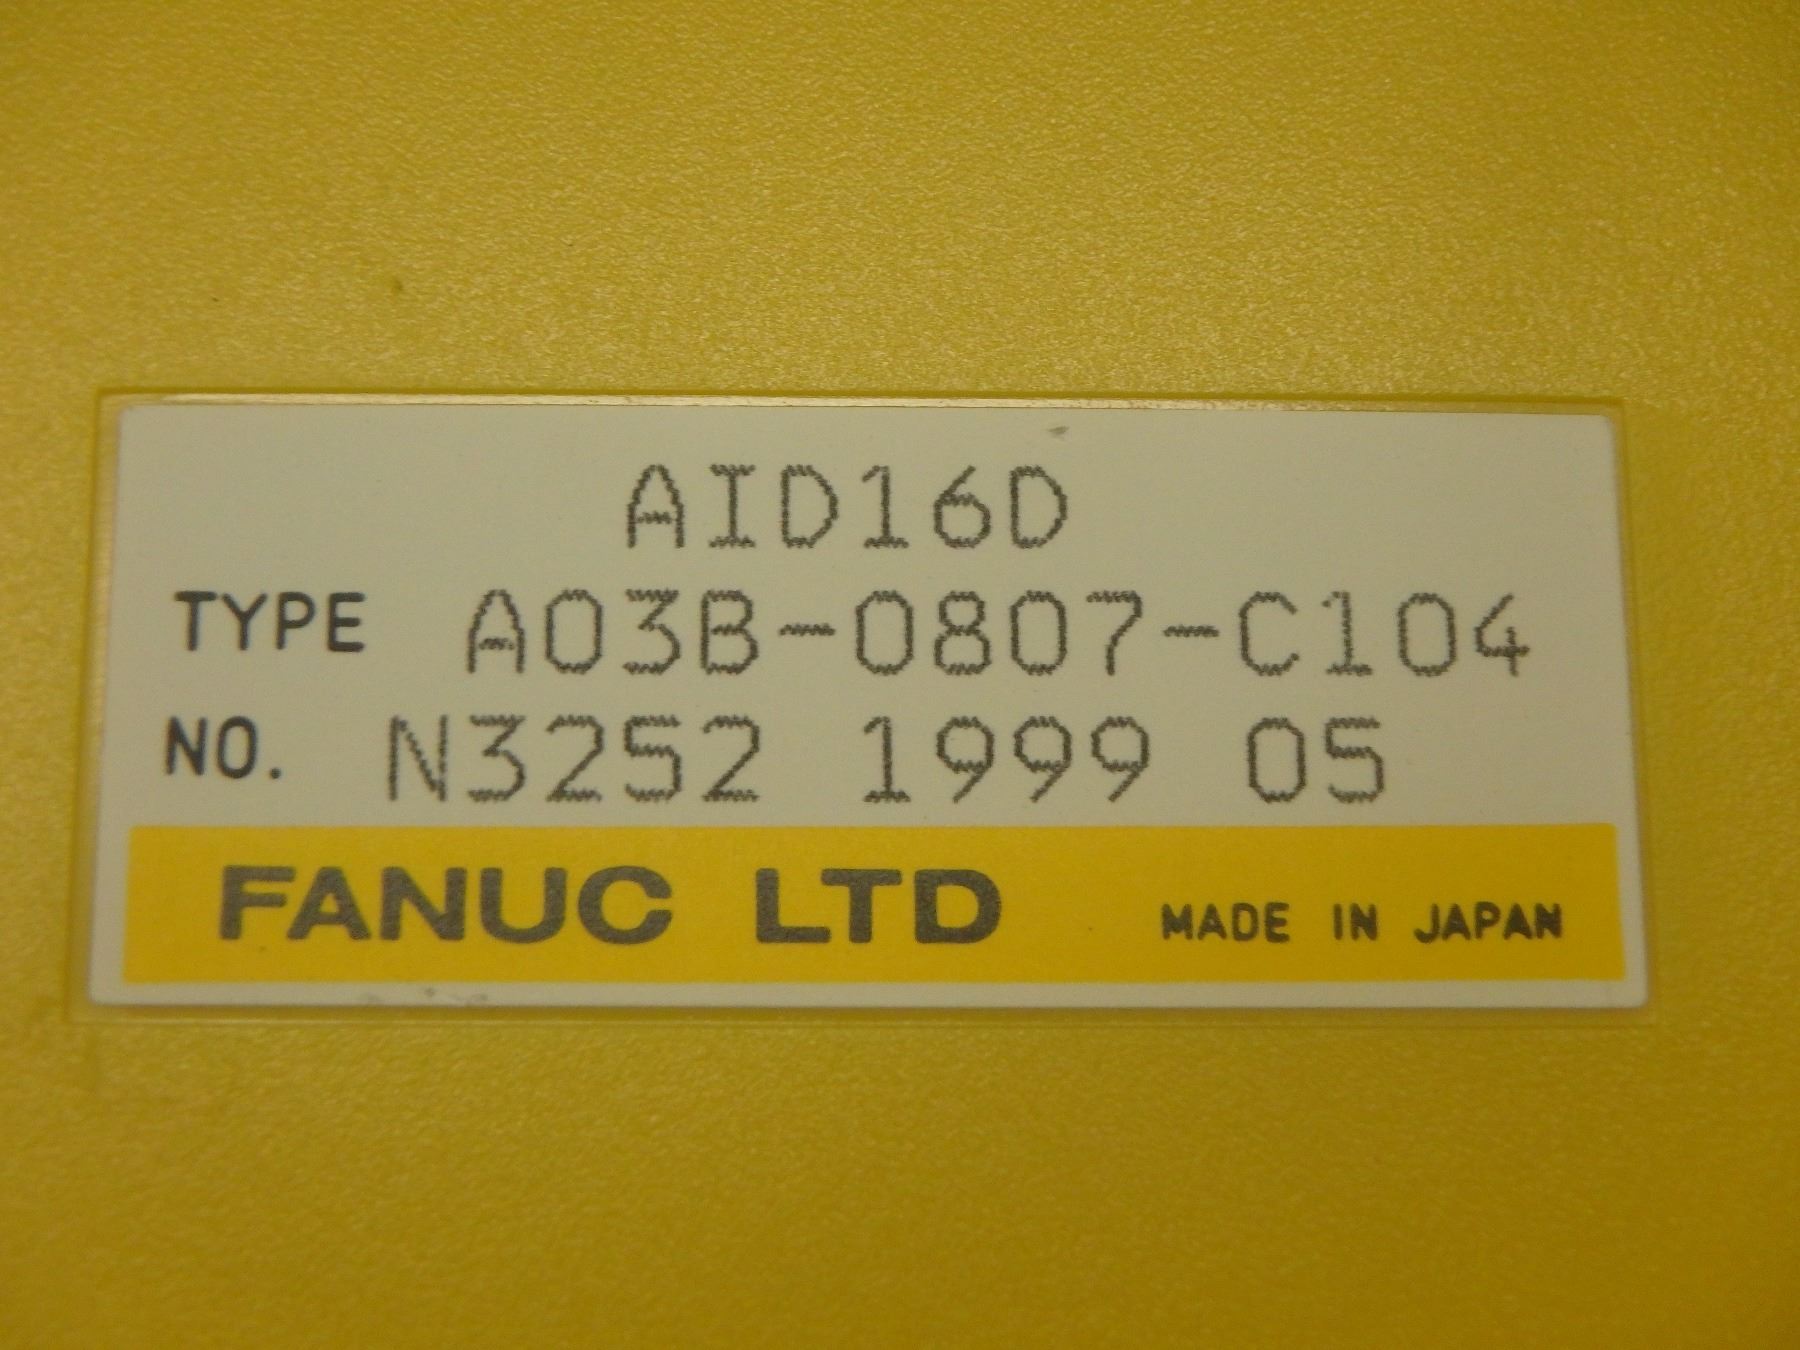 AID16D
TYPE A03B-0807-C104
NO. N3252 1999 05
FANUC LTD MADE IN JAPAN